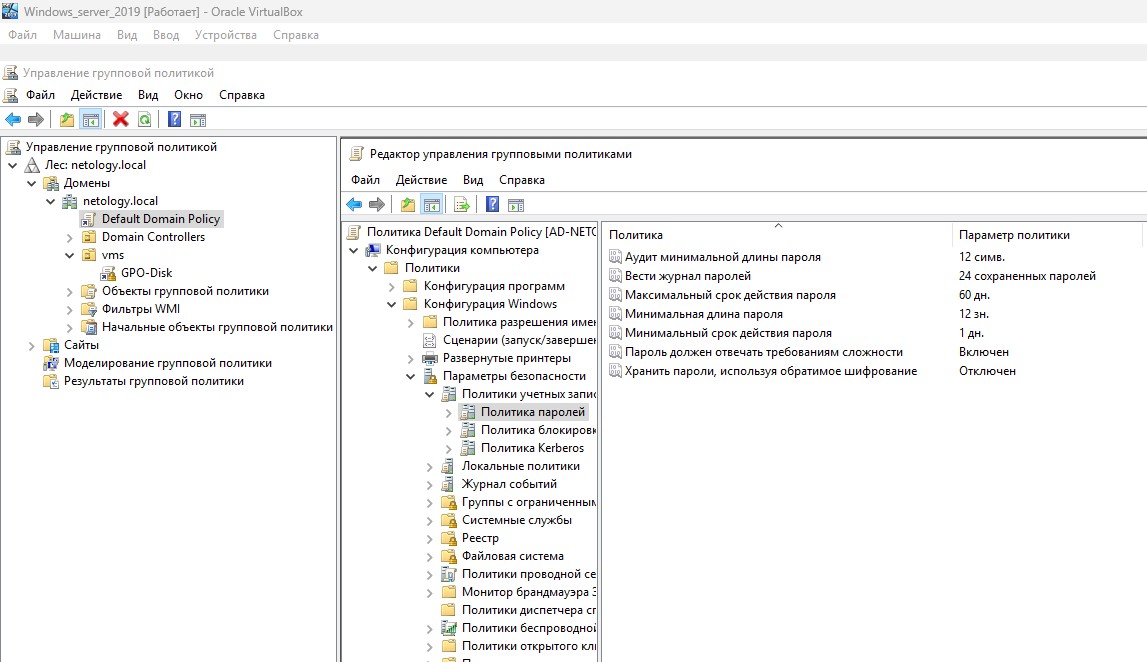 Windows_server_2019 [Работает] - Oracle VirtualBox
Файл Машина Вид Ввод Устройства Справка
Управление групповой политикой
Файл Действие Вид Окно Справка
Управление групповой политикой
Лес: netology.local
Домены
netology.local
Default Domain Policy
Domain Controllers
vms
GPO-Disk
Объекты групповой политики
Фильтры WMI
Начальные объекты групповой политики
Сайты
Моделирование групповой политики
Результаты групповой политики
Редактор управления групповыми политиками
Файл Действие Вид Справка
Политика Default Domain Policy [AD-NETO
Конфигурация компьютера
Политики
Конфигурация программ
Конфигурация Windows
Политика разрешения имен
Сценарии (запуск/завершен
Развернутые принтеры
Параметры безопасности
Политики учетных запис
Политика паролей
Политика блокировк
Политика Kerberos
Локальные политики
Журнал событий
Группы с ограниченным
Системные службы
Реестр
Файловая система
Политики проводной се
Монитор брандмауэра З
Политики диспетчера сп
Политики беспроводной
Политики открытого кл
Политика Параметр политики
Аудит минимальной длины пароля 12 симв.
Вести журнал паролей 24 сохраненных паролей
Максимальный срок действия пароля 60 дн.
Минимальная длина пароля 12 зн.
Минимальный срок действия пароля 1 дн.
Пароль должен отвечать требованиям сложности Включен
Хранить пароли, используя обратимое шифрование Отключен